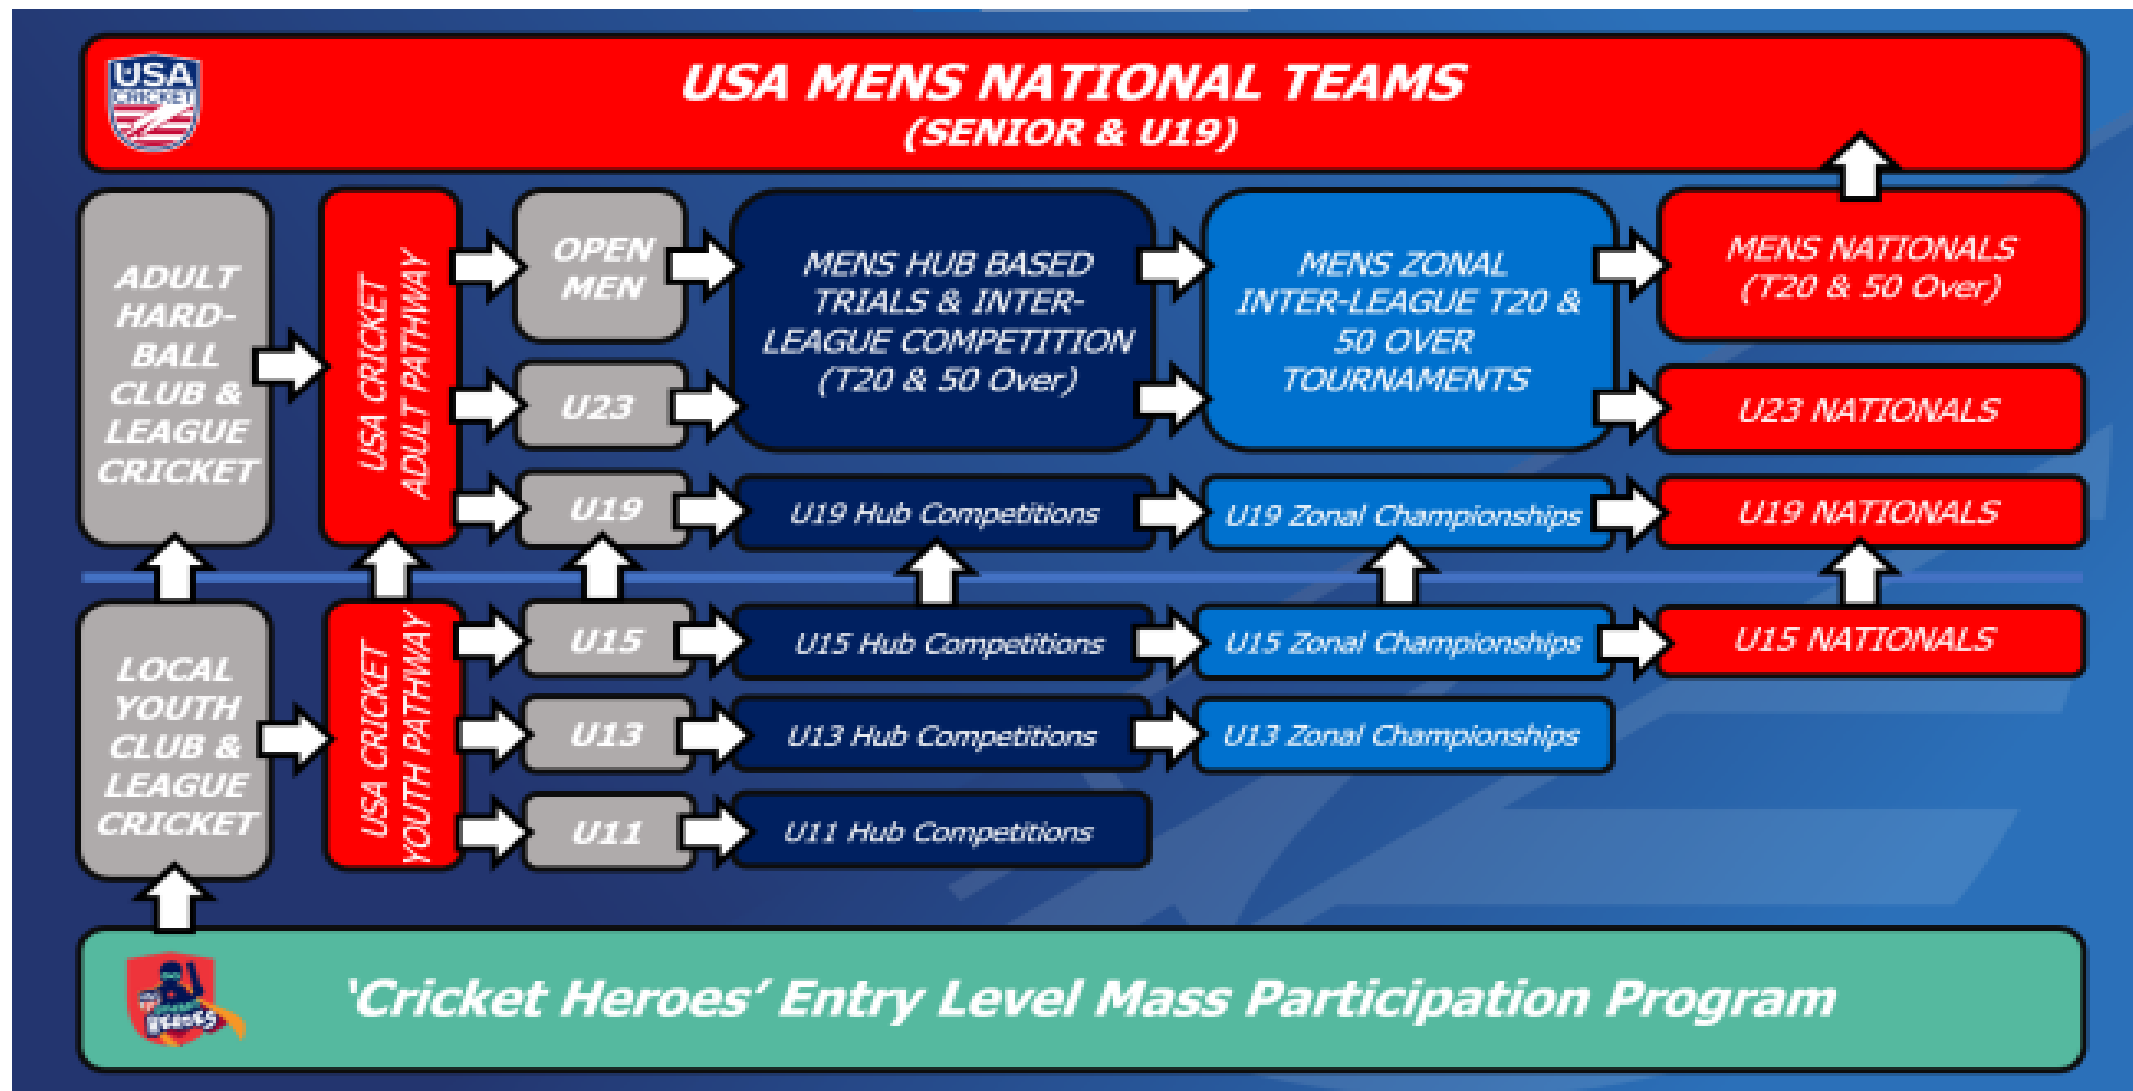 USA
CRICKET
USA MENS NATIONAL TEAMS
(SENIOR & U19)
ADULT
HARD-
BALL
CLUB &
LEAGUE
CRICKET
USA CRICKET
ADULT PATHWAY
OPEN
MEN
MENS HUB BASED
TRIALS & INTER-
LEAGUE COMPETITION
(T20 & 50 Over)
MENS ZONAL
INTER-LEAGUE T20 &
50 OVER
TOURNAMENTS
MENS NATIONALS
(T20 & 50 Over)
U23
U23 NATIONALS
U19
U19 Hub Competitions
U19 Zonal Championships
U19 NATIONALS
LOCAL
YOUTH
CLUB &
LEAGUE
CRICKET
USA CRICKET
YOUTH PATHWAY
U15
U15 Hub Competitions
U15 Zonal Championships
U15 NATIONALS
U13
U13 Hub Competitions
U13 Zonal Championships
U11
U11 Hub Competitions
HEROES
‘Cricket Heroes’ Entry Level Mass Participation Program